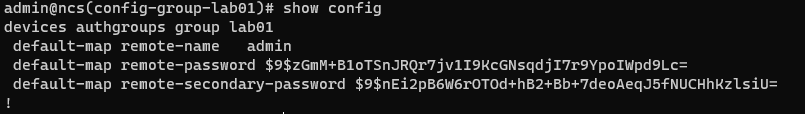 admin@ncs(config-group-lab01)# show config
devices authgroups group lab01
 default-map remote-name   admin
 default-map remote-password $9$zGmM+B1oTSnJRQr7jv1I9KcGNsqdjI7r9YpoIWpd9Lc=
 default-map remote-secondary-password $9$nEi2pB6W6rOTOd+hB2+Bb+7deoAeqJ5fNUCHhKzlsiU=
!